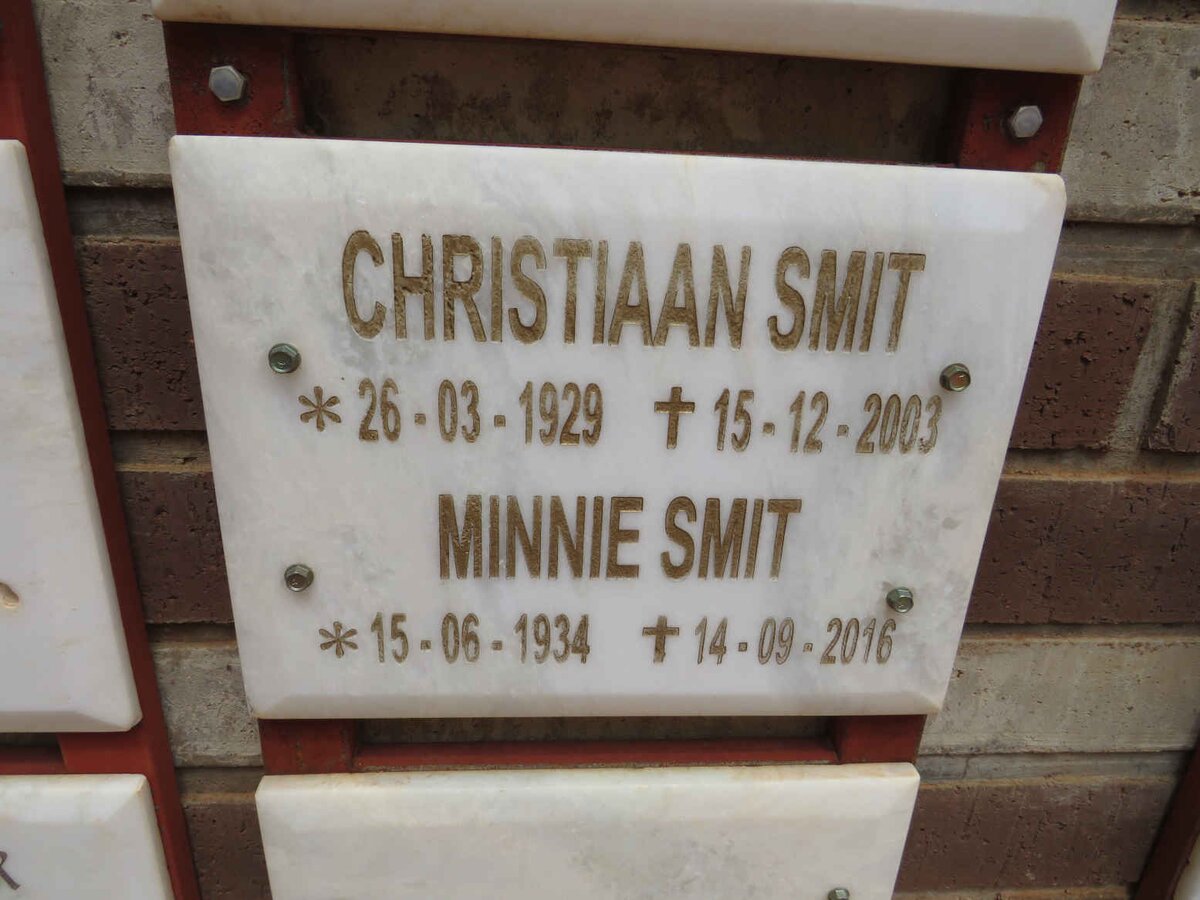 CHRISTIAAN SMIT
* 26 - 03 - 1929 ✝ 15 - 12 - 2003
MINNIE SMIT
* 15 - 06 - 1934 ✝ 14 - 09 - 2016
R